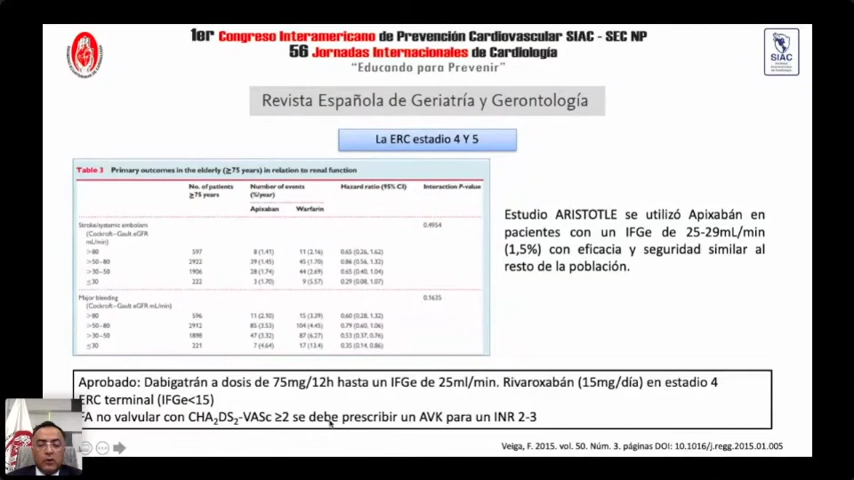 1er Congreso Interamericano de Prevención Cardiovascular SIAC - SEC NP
56 Jornadas Internacionales de Cardiología
“Educando para Prevenir”
SIAC
Revista Española de Geriatría y Gerontología
La ERC estadio 4 Y 5
Table 3 Primary outcomes in the elderly (≥75 years) in relation to renal function
No. of patients ≥75 years Number of events (%/year) Hazard ratio (95% CI) Interaction P-value
Apixaban Warfarin
Stroke/systemic embolism 0.4954
(Cockroft–Gault eGFR
mL/min)
>80 597 8 (1.41) 11 (2.16) 0.65 (0.26, 1.62)
>50–80 2922 39 (1.45) 45 (1.70) 0.86 (0.56, 1.32)
>30–50 1906 28 (1.74) 44 (2.69) 0.65 (0.40, 1.04)
≤30 222 3 (1.70) 9 (5.57) 0.29 (0.08, 1.07)
Major bleeding 0.1635
(Cockroft–Gault eGFR mL/min)
>80 596 11 (2.10) 15 (3.39) 0.60 (0.28, 1.32)
>50–80 2912 85 (3.53) 104 (4.45) 0.79 (0.60, 1.06)
>30–50 1898 47 (3.32) 87 (6.27) 0.53 (0.37, 0.76)
≤30 221 7 (4.64) 17 (13.4) 0.35 (0.14, 0.86)
Estudio ARISTOTLE se utilizó Apixabán en
pacientes con un IFGe de 25-29mL/min
(1,5%) con eficacia y seguridad similar al
resto de la población.
Aprobado: Dabigatrán a dosis de 75mg/12h hasta un IFGe de 25ml/min. Rivaroxabán (15mg/día) en estadio 4
ERC terminal (IFGe<15)
FA no valvular con CHA2DS2-VASc ≥2 se debe prescribir un AVK para un INR 2-3
Veiga, F. 2015. vol. 50. Núm. 3. páginas DOI: 10.1016/j.regg.2015.01.005